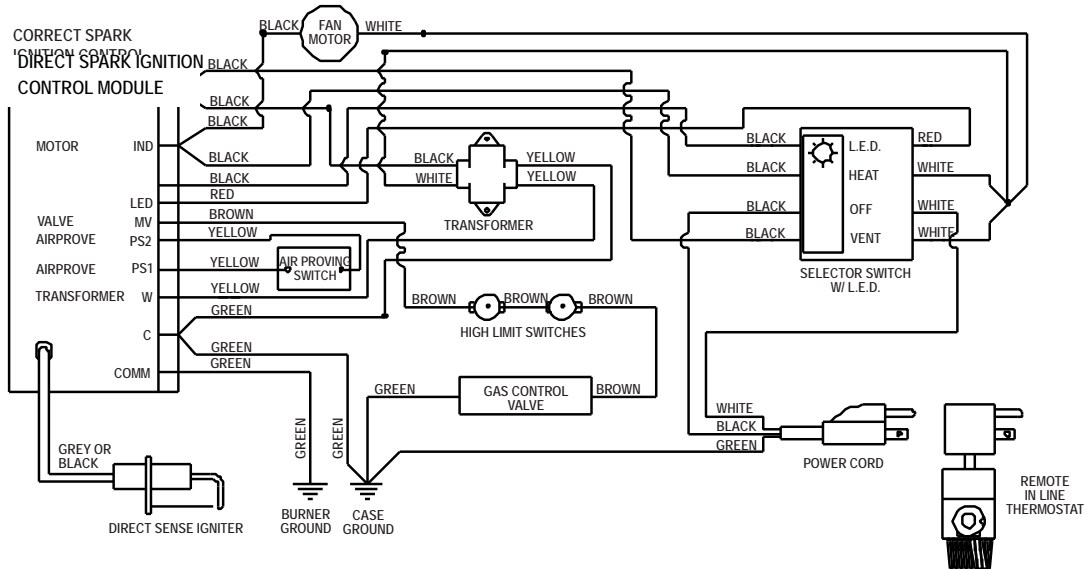 BLACK
FAN
MOTOR
WHITE
CORRECT SPARK
IGNITION CONTROL
DIRECT SPARK IGNITION
CONTROL MODULE
BLACK
BLACK
BLACK
MOTOR IND
BLACK
BLACK
RED
LED
BROWN
VALVE MV
YELLOW
AIRPROVE PS2
AIRPROVE PS1
YELLOW
AIR PROVING
SWITCH
TRANSFORMER W
YELLOW
GREEN
C
GREEN
GREEN
COMM
BLACK
YELLOW
WHITE
YELLOW
TRANSFORMER
BLACK
L.E.D.
RED
BLACK
HEAT
WHITE
BLACK
OFF
WHITE
BLACK
VENT
WHITE
SELECTOR SWITCH
W/ L.E.D.
BROWN
BROWN
BROWN
HIGH LIMIT SWITCHES
GREEN
GAS CONTROL
VALVE
BROWN
WHITE
BLACK
GREEN
POWER CORD
GREY OR
BLACK
DIRECT SENSE IGNITER
GREEN
GREEN
BURNER
GROUND
CASE
GROUND
REMOTE
IN LINE
THERMOSTAT